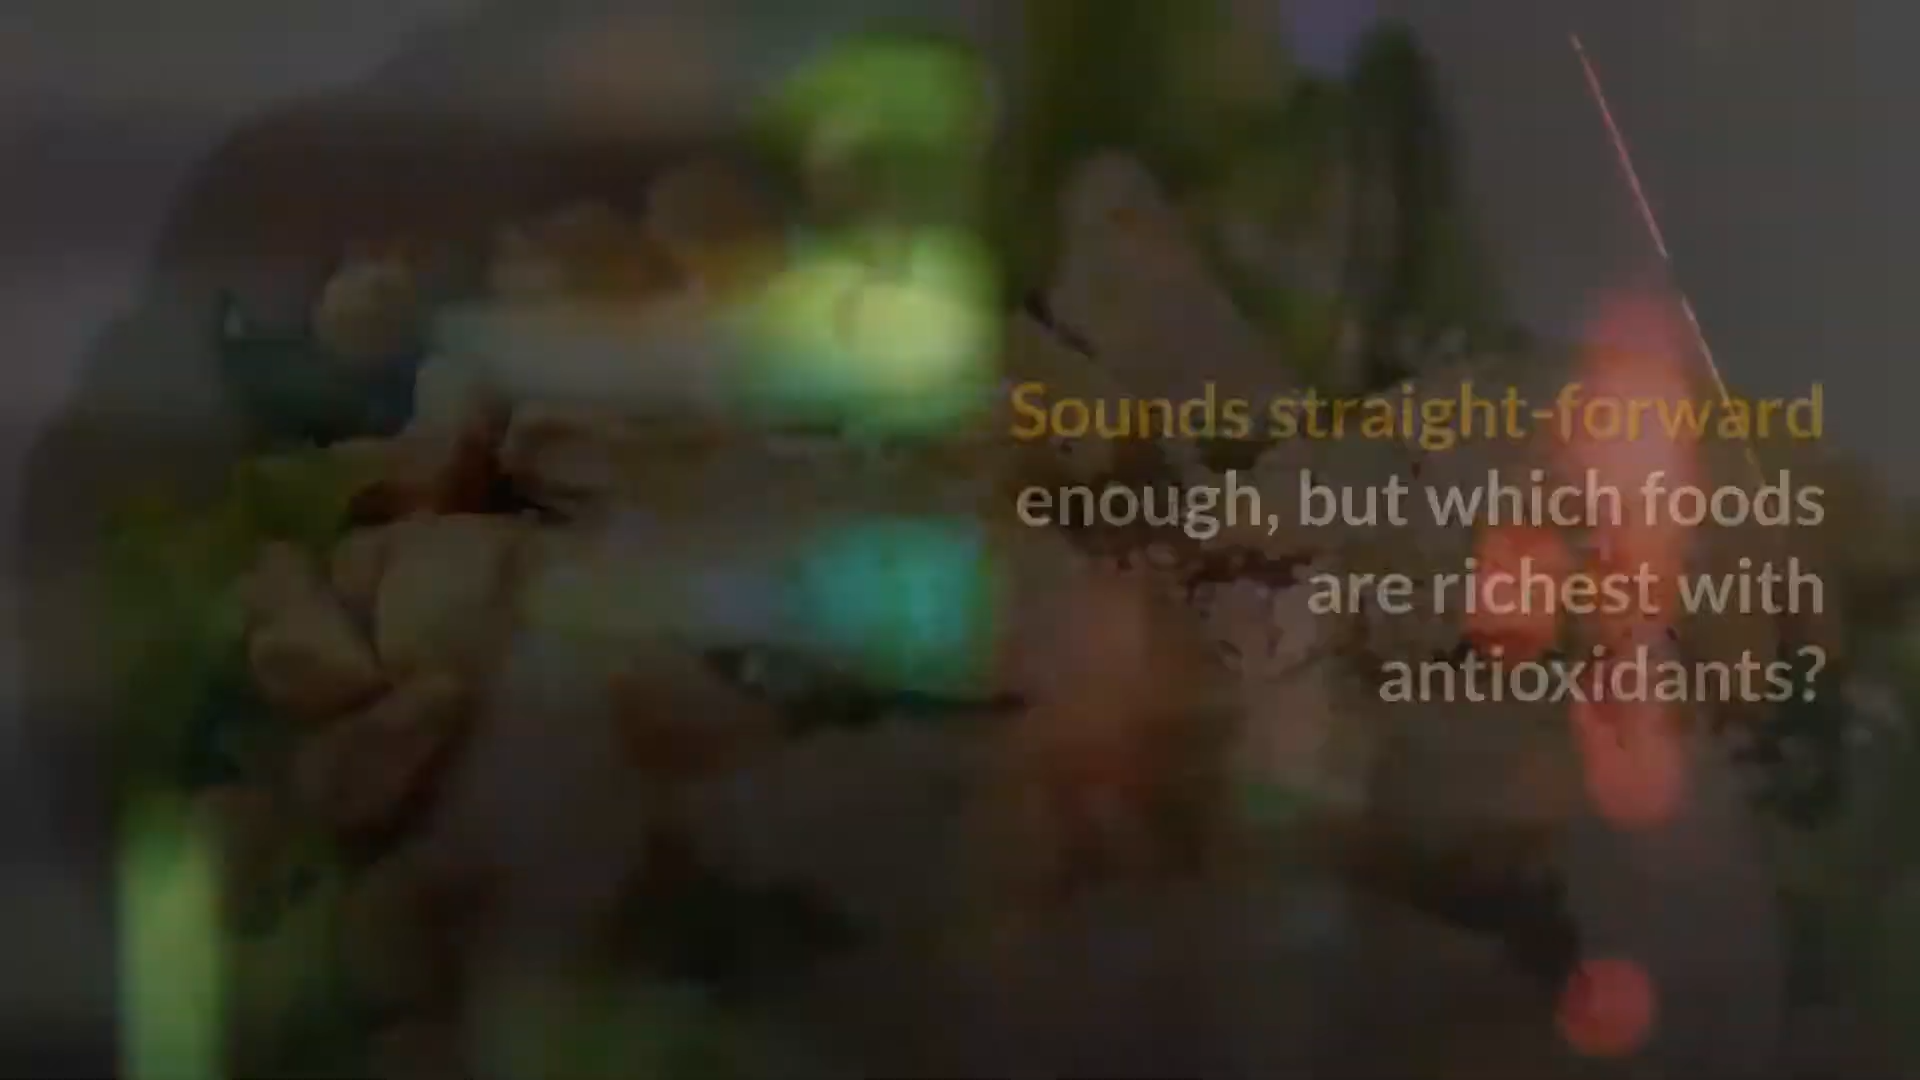 Sounds straight-forward
enough, but which foods
are richest with
antioxidants?